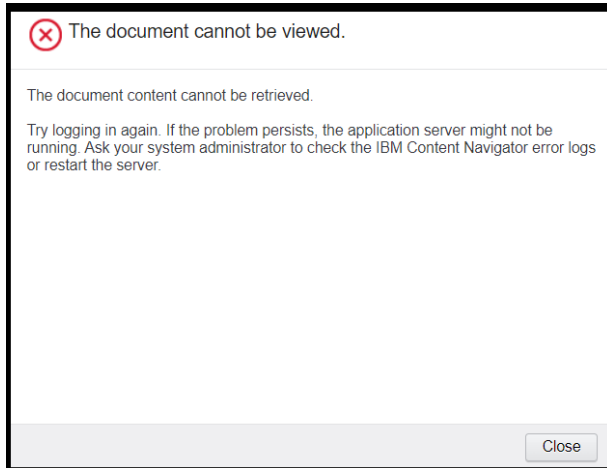 The document cannot be viewed.
The document content cannot be retrieved.
Try logging in again. If the problem persists, the application server might not be
running. Ask your system administrator to check the IBM Content Navigator error logs
or restart the server.
Close